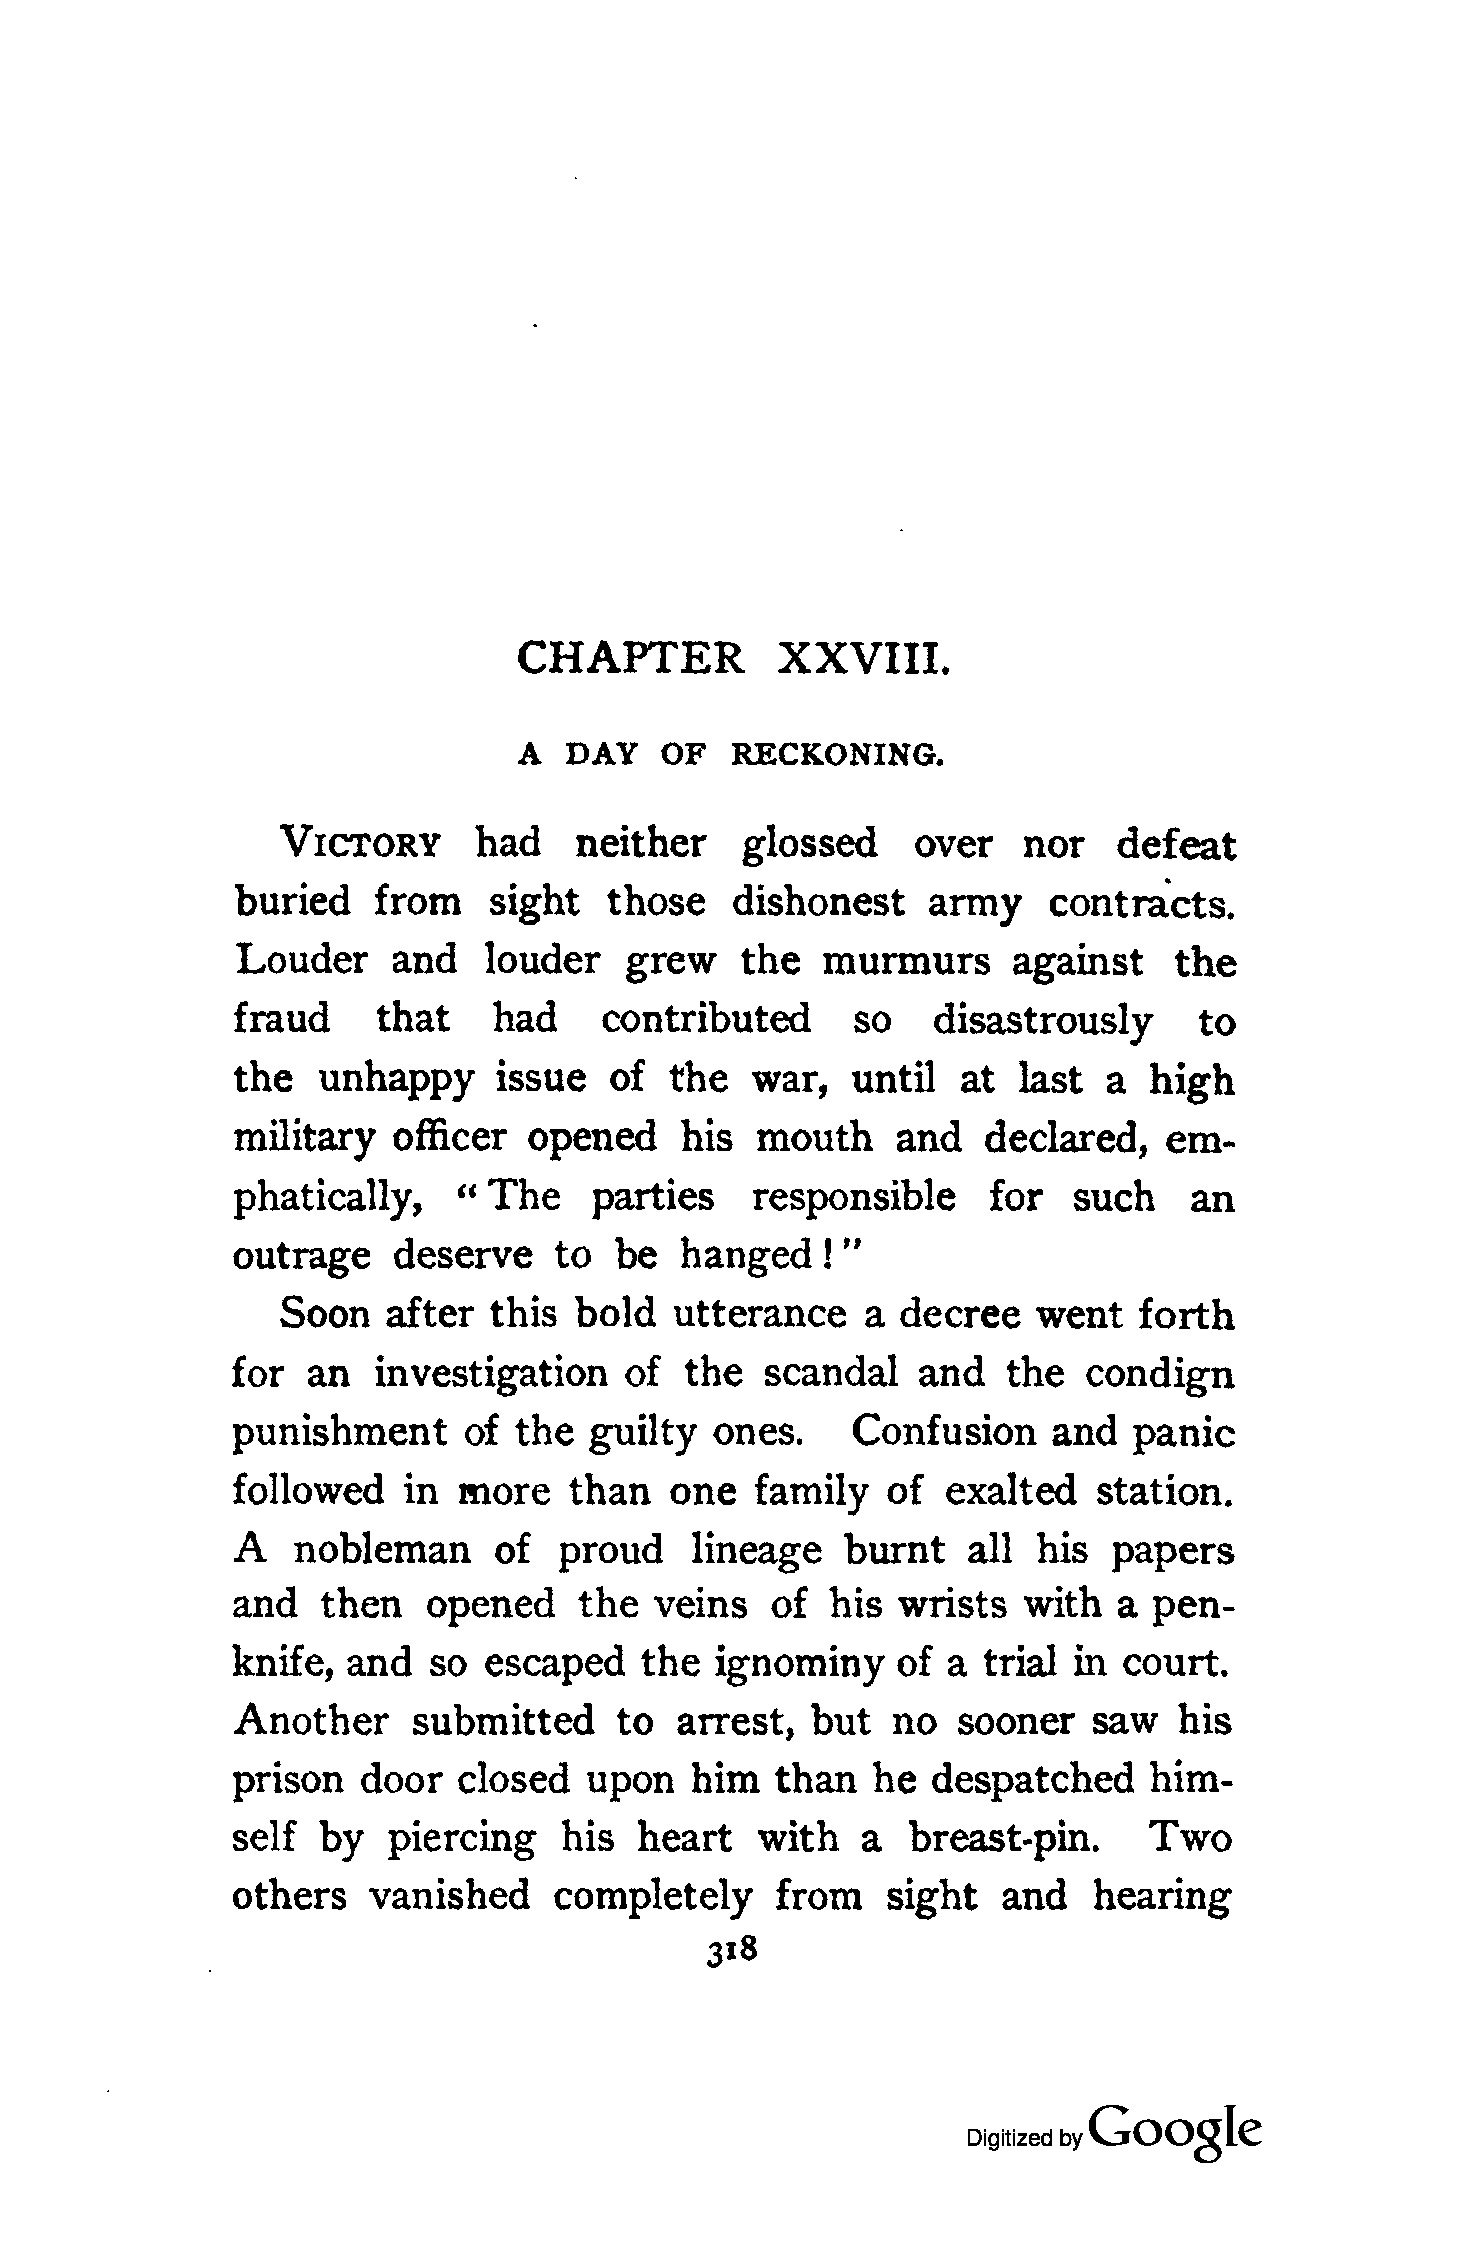 CHAPTER XXVIII.
A DAY OF RECKONING.
VICTORY had neither glossed over nor defeat
buried from sight those dishonest army contracts.
Louder and louder grew the murmurs against the
fraud that had contributed so disastrously to
the unhappy issue of the war, until at last a high
military officer opened his mouth and declared, em-
phatically, “The parties responsible for such an
outrage deserve to be hanged!”
Soon after this bold utterance a decree went forth
for an investigation of the scandal and the condign
punishment of the guilty ones. Confusion and panic
followed in more than one family of exalted station.
A nobleman of proud lineage burnt all his papers
and then opened the veins of his wrists with a pen-
knife, and so escaped the ignominy of a trial in court.
Another submitted to arrest, but no sooner saw his
prison door closed upon him than he despatched him-
self by piercing his heart with a breast-pin. Two
others vanished completely from sight and hearing
318
Digitized by Google